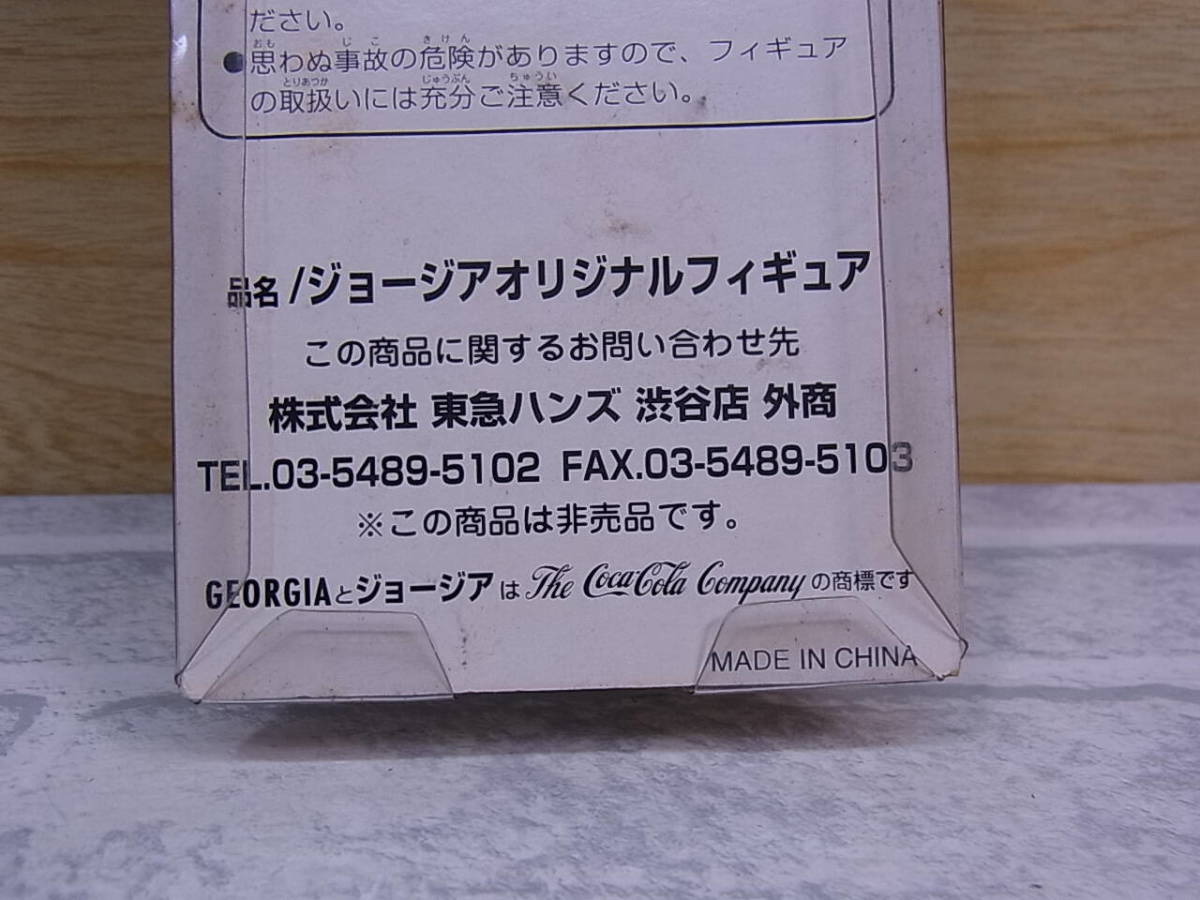 ださい。
●思わぬ事故の危険がありますので、フィギュア
の取扱いには充分ご注意ください。
品名/ジョージアオリジナルフィギュア
この商品に関するお問い合わせ先
株式会社 東急ハンズ 渋谷店 外商
TEL.03-5489-5102 FAX.03-5489-5103
※この商品は非売品です。
GEORGIAとジョージアは The Coca-Cola Company の商標です
MADE IN CHINA